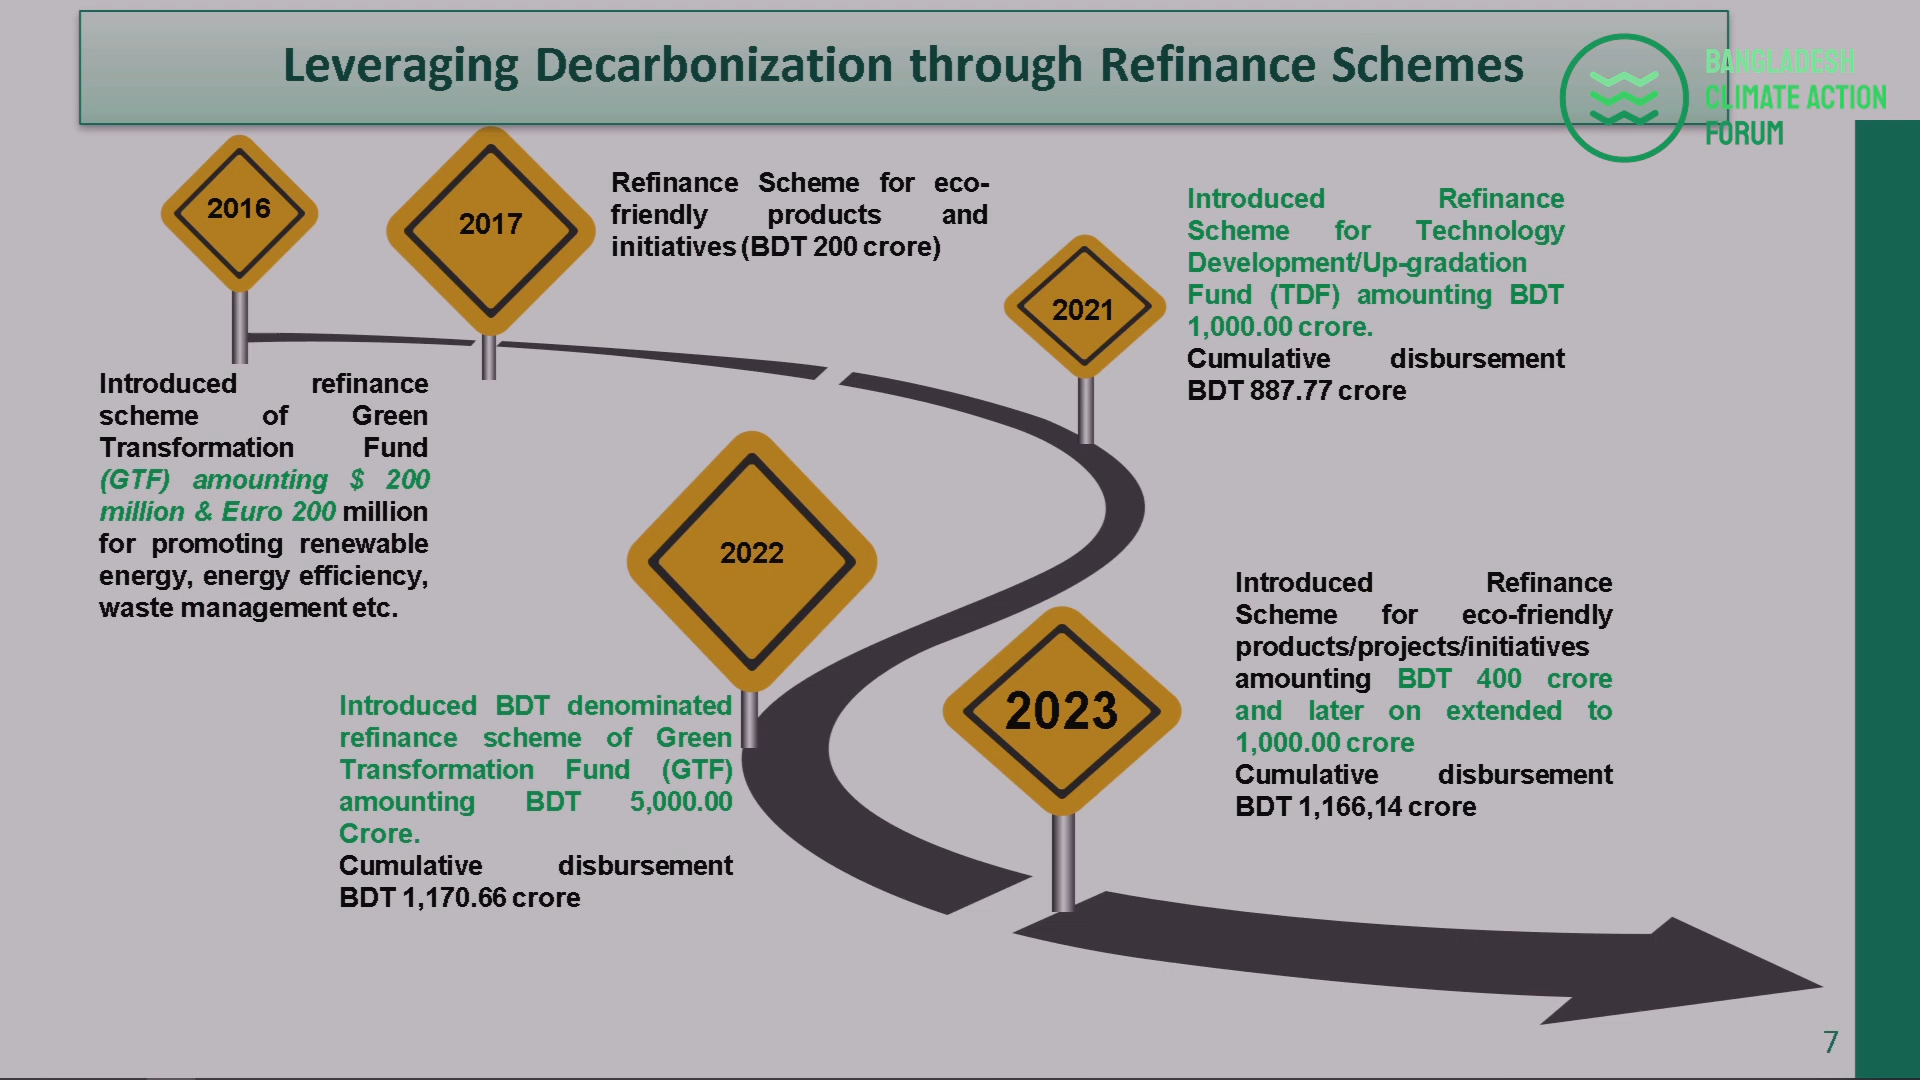 Leveraging Decarbonization through Refinance Schemes
BANGLADESH
CLIMATE ACTION
FORUM
2016
Introduced refinance
scheme of Green
Transformation Fund
(GTF) amounting $ 200
million & Euro 200 million
for promoting renewable
energy, energy efficiency,
waste management etc.
2017
Refinance Scheme for eco-
friendly products and
initiatives (BDT 200 crore)
2021
Introduced Refinance
Scheme for Technology
Development/Up-gradation
Fund (TDF) amounting BDT
1,000.00 crore.
Cumulative disbursement
BDT 887.77 crore
2022
Introduced BDT denominated
refinance scheme of Green
Transformation Fund (GTF)
amounting BDT 5,000.00
Crore.
Cumulative disbursement
BDT 1,170.66 crore
2023
Introduced Refinance
Scheme for eco-friendly
products/projects/initiatives
amounting BDT 400 crore
and later on extended to
1,000.00 crore
Cumulative disbursement
BDT 1,166,14 crore
7